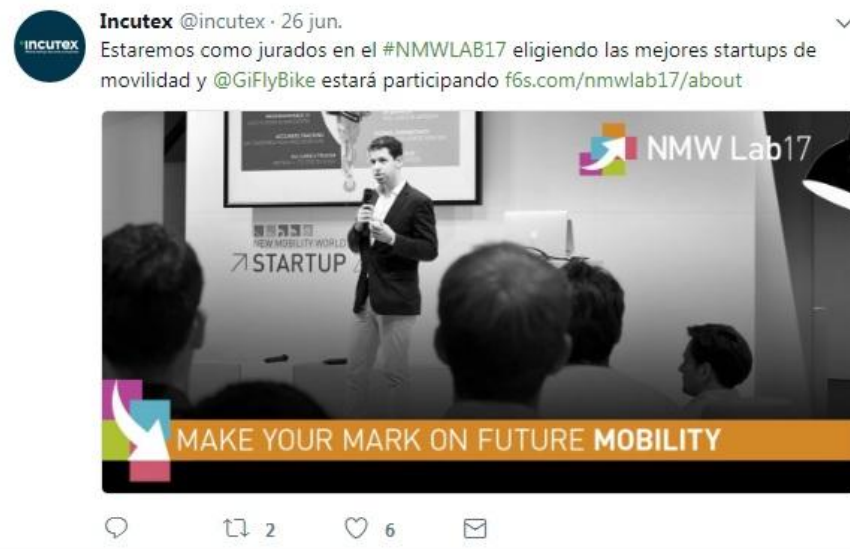 Incutex @incutex · 26 jun.
INCUTEX
Estaremos como jurados en el #NMWLAB17 eligiendo las mejores startups de
movilidad y @GiFlyBike estará participando f6s.com/nmwlab17/about
NMW Lab17
NEW MOBILITY WORLD
STARTUP
MAKE YOUR MARK ON FUTURE MOBILITY
2 6